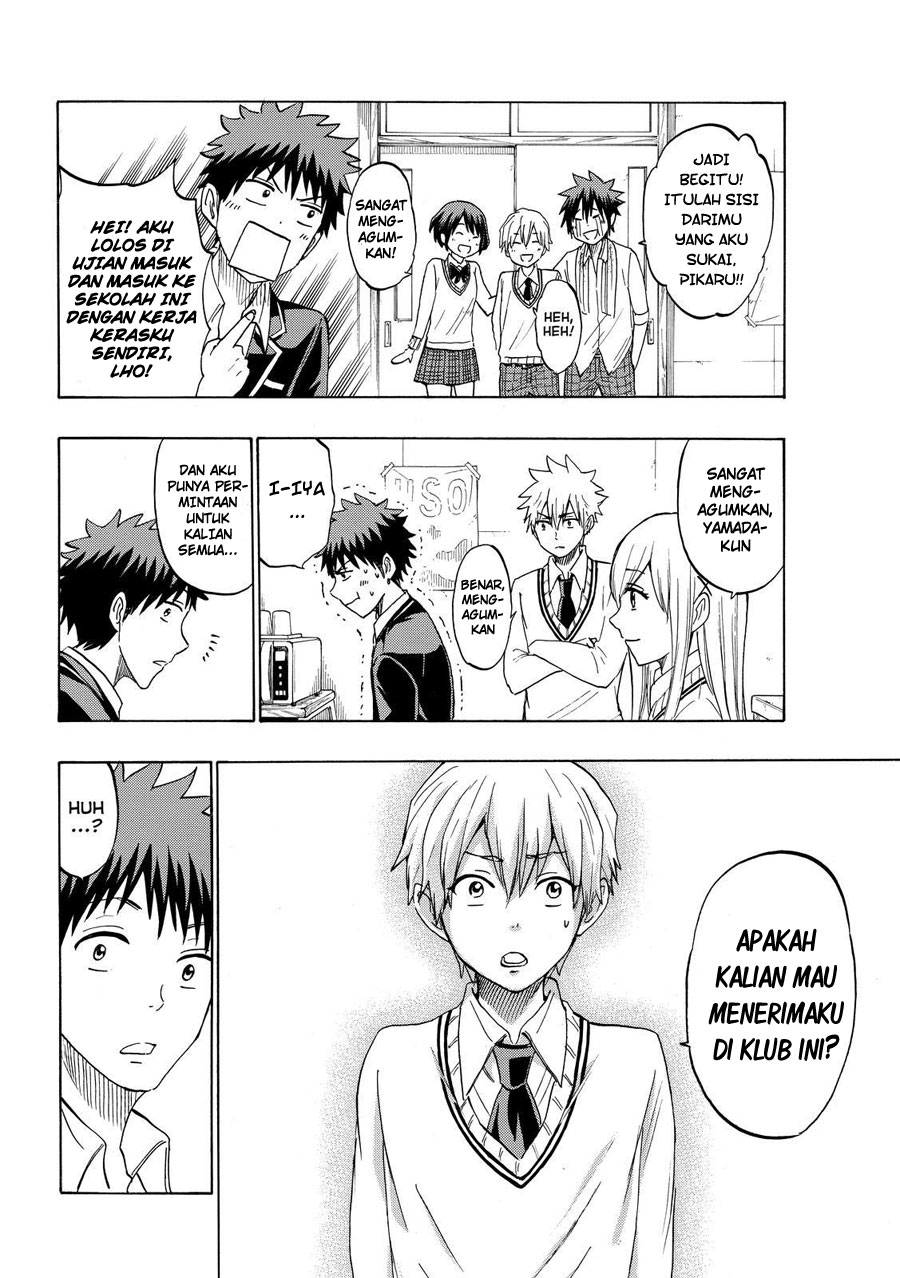 JADI
BEGITU!
ITULAH SISI
DARIMU
YANG AKU
SUKAI,
PIKARU!!
SANGAT
MENG-
AGUM-
KAN!
HEH,
HEH!
HEI! AKU
LOLOS DI
UJIAN MASUK
DAN MASUK KE
SEKOLAH INI
DENGAN KERJA
KERASKU
SENDIRI,
LHO!
SANGAT
MENG-
AGUMKAN,
YAMADA-
KUN
BENAR,
MENG-
AGUM-
KAN
USO
I-IYA
...
DAN AKU
PUNYA PER-
MINTAAN
UNTUK
KALIAN
SEMUA...
APAKAH
KALIAN MAU
MENERIMAKU
DI KLUB INI?
HUH
...?